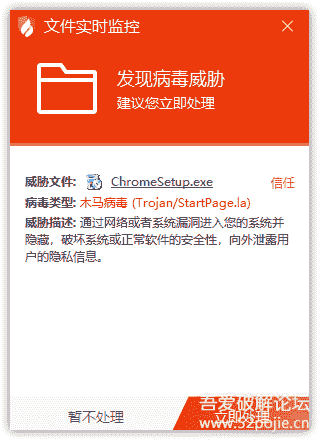 文件实时监控
发现病毒威胁
建议您立即处理
威胁文件: ChromeSetup.exe 信任
病毒类型: 木马病毒 (Trojan/StartPage.la)
威胁描述: 通过网络或者系统漏洞进入您的系统并
隐藏，破坏系统或正常软件的安全性，向外泄露用
户的隐私信息。
暂不处理 立即处理
吾爱破解论坛
www.52pojie.cn